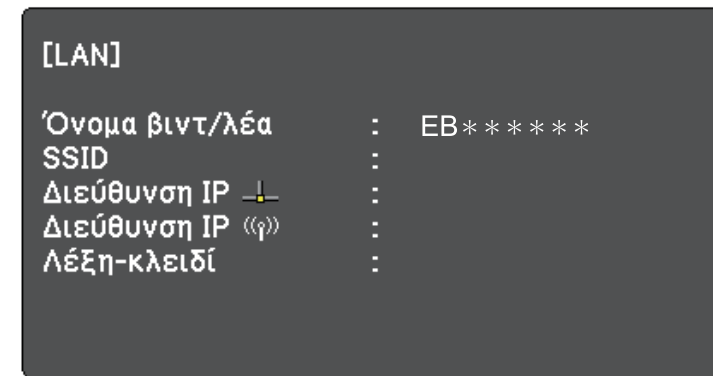 [LAN]
Όνομα βιντ/λέα : EB∗∗∗∗∗∗
SSID :
Διεύθυνση IP :
Διεύθυνση IP :
Λέξη-κλειδί :